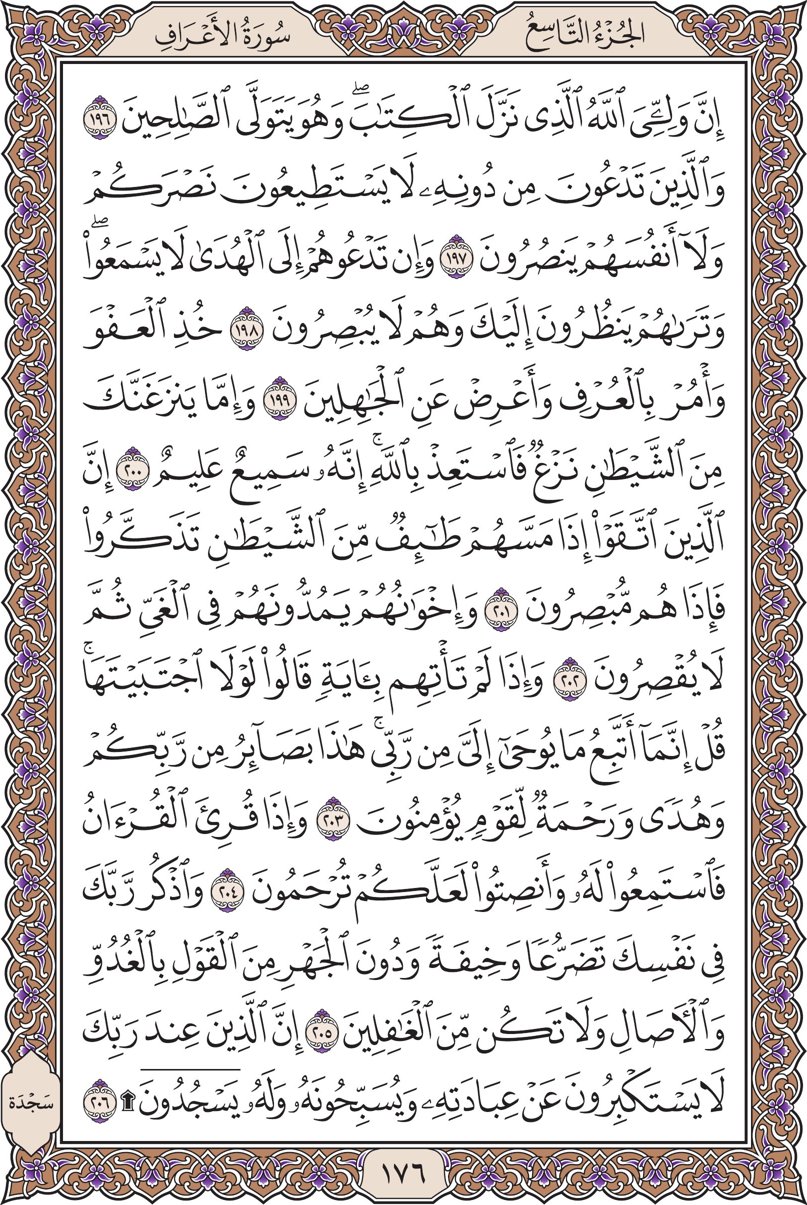 الجُزْءُ التَّاسِعُ
سُورَةُ الأَعْرَافِ
إِنَّ وَلِـِّۧيَ ٱللَّهُ ٱلَّذِي نَزَّلَ ٱلۡكِتَٰبَۖ وَهُوَ يَتَوَلَّى ٱلصَّٰلِحِينَ ١٩٦
وَٱلَّذِينَ تَدۡعُونَ مِن دُونِهِۦ لَا يَسۡتَطِيعُونَ نَصۡرَكُمۡ
وَلَآ أَنفُسَهُمۡ يَنصُرُونَ ١٩٧ وَإِن تَدۡعُوهُمۡ إِلَى ٱلۡهُدَىٰ لَا يَسۡمَعُواْۖ
وَتَرَىٰهُمۡ يَنظُرُونَ إِلَيۡكَ وَهُمۡ لَا يُبۡصِرُونَ ١٩٨ خُذِ ٱلۡعَفۡوَ
وَأۡمُرۡ بِٱلۡعُرۡفِ وَأَعۡرِضۡ عَنِ ٱلۡجَٰهِلِينَ ١٩٩ وَإِمَّا يَنزَغَنَّكَ
مِنَ ٱلشَّيۡطَٰنِ نَزۡغٞ فَٱسۡتَعِذۡ بِٱللَّهِۚ إِنَّهُۥ سَمِيعٌ عَلِيمٌ ٢٠٠ إِنَّ
ٱلَّذِينَ ٱتَّقَوۡاْ إِذَا مَسَّهُمۡ طَٰٓئِفٞ مِّنَ ٱلشَّيۡطَٰنِ تَذَكَّرُواْ
فَإِذَا هُم مُّبۡصِرُونَ ٢٠١ وَإِخۡوَٰنُهُمۡ يَمُدُّونَهُمۡ فِي ٱلۡغَيِّ ثُمَّ
لَا يُقۡصِرُونَ ٢٠٢ وَإِذَا لَمۡ تَأۡتِهِم بِـَٔايَةٖ قَالُواْ لَوۡلَا ٱجۡتَبَيۡتَهَاۚ
قُلۡ إِنَّمَآ أَتَّبِعُ مَا يُوحَىٰٓ إِلَيَّ مِن رَّبِّيۚ هَٰذَا بَصَآئِرُ مِن رَّبِّكُمۡ
وَهُدٗى وَرَحۡمَةٞ لِّقَوۡمٖ يُؤۡمِنُونَ ٢٠٣ وَإِذَا قُرِئَ ٱلۡقُرۡءَانُ
فَٱسۡتَمِعُواْ لَهُۥ وَأَنصِتُواْ لَعَلَّكُمۡ تُرۡحَمُونَ ٢٠٤ وَٱذۡكُر رَّبَّكَ
فِي نَفۡسِكَ تَضَرُّعٗا وَخِيفَةٗ وَدُونَ ٱلۡجَهۡرِ مِنَ ٱلۡقَوۡلِ بِٱلۡغُدُوِّ
وَٱلۡأٓصَالِ وَلَا تَكُن مِّنَ ٱلۡغَٰفِلِينَ ٢٠٥ إِنَّ ٱلَّذِينَ عِندَ رَبِّكَ
لَا يَسۡتَكۡبِرُونَ عَنۡ عِبَادَتِهِۦ وَيُسَبِّحُونَهُۥ وَلَهُۥ يَسۡجُدُونَ ۩ ٢٠٦
سَجْدَة
١٧٦